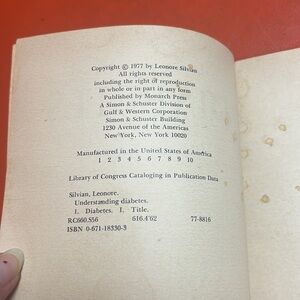 Copyright © 1977 by Leonore Silvian
All rights reserved
including the right of reproduction
in whole or in part in any form
Published by Monarch Press
A Simon & Schuster Division of
Gulf & Western Corporation
Simon & Schuster Building
1230 Avenue of the Americas
New York, New York 10020
Manufactured in the United States of America
1 2 3 4 5 6 7 8 9 10
Library of Congress Cataloging in Publication Data
Silvian, Leonore.
Understanding diabetes.
1. Diabetes. I. Title.
RC660.S56 616.4'62 77-8816
ISBN 0-671-18330-3